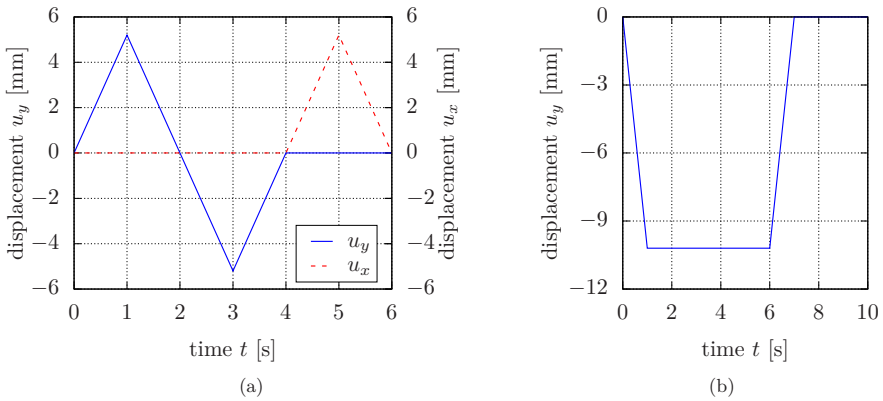 displacement u_y [mm]
6
4
2
0
−2
−4
−6
0 1 2 3 4 5 6
time t [s]
u_y
u_x
6
4
2
0
−2
−4
−6
displacement u_x [mm]
(a)
displacement u_y [mm]
0
−3
−6
−9
−12
0 2 4 6 8 10
time t [s]
(b)